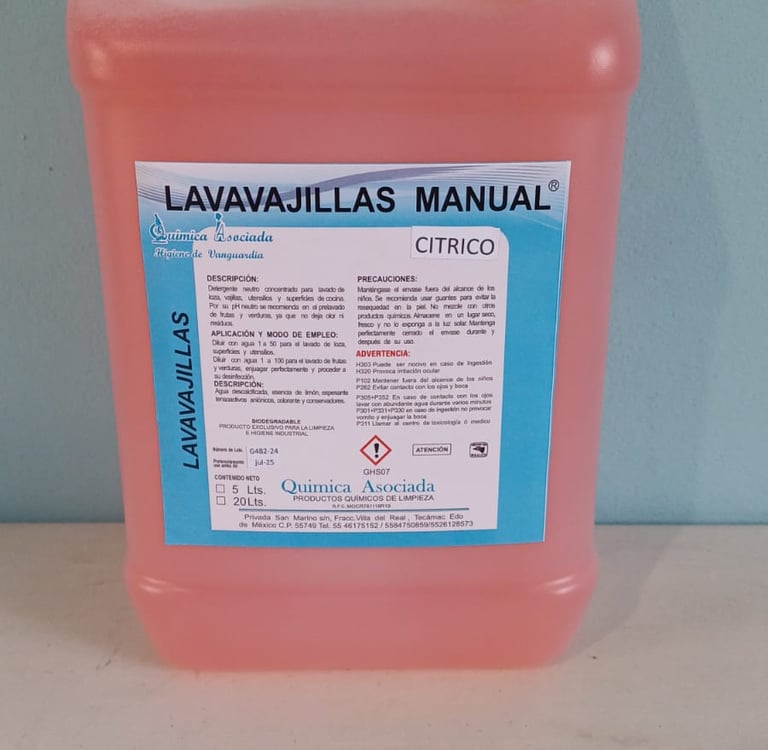 LAVAVAJILLAS MANUAL®
Quimica Asociada
Higiene de Vanguardia
CITRICO
LAVAVAJILLAS
DESCRIPCIÓN:
Detergente neutro concentrado para lavado de
loza, vajillas, utensilios y superficies de cocina.
Por su pH neutro se recomienda en el prelavado
de frutas y verduras, ya que no deja olor ni
residuos.
APLICACIÓN Y MODO DE EMPLEO:
Diluir con agua 1 a 50 para el lavado de loza,
superficies y utensilios.
Diluir con agua 1 a 100 para el lavado de frutas
y verduras, enjuagar perfectamente y proceder a
su desinfección.
DESCRIPCIÓN:
Agua descalcificada, esencia de limón, espesante
tensoactivos aniónicos, colorante y conservadores.
BIODEGRADABLE
PRODUCTO EXCLUSIVO PARA LA LIMPIEZA
E HIGIENE INDUSTRIAL
Número de Lote: G482-24
Preferentemente
use antes de: jul-25
CONTENIDO NETO
5 Lts.
20 Lts.
PRECAUCIONES:
Manténgase el envase fuera del alcance de los
niños. Se recomienda usar guantes para evitar la
resequedad en la piel. No mezcle con otros
productos químicos. Almacene en un lugar seco,
fresco y no lo exponga a la luz solar. Mantenga
perfectamente cerrado el envase durante y
después de su uso.
ADVERTENCIA:
H303 Puede ser nocivo en caso de ingestión
H320 Provoca irritación ocular
P102 Mantener fuera del alcance de los niños
P262 Evitar contacto con los ojos y boca
P305+P352 En caso de contacto con los ojos
lavar con abundante agua durante varios minutos
P301+P331+P330 en caso de ingestión no provocar
vomito y enjuagar la boca
P311 Llamar al centro de toxicología ó medico
GHS07
ATENCIÓN
Quimica Asociada
PRODUCTOS QUÍMICOS DE LIMPIEZA
R.F.C. MOCR781118R10
Privada San Marino s/n, Fracc.Villa del Real , Tecámac Edo
de México C.P. 55749 Tel. 55 46175152 / 5584750859/5526128573